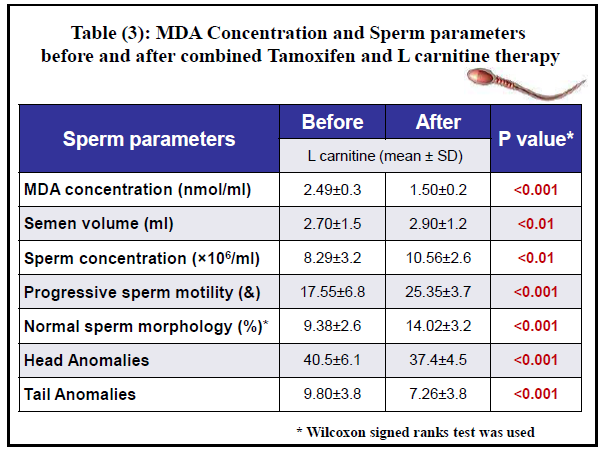 Table (3): MDA Concentration and Sperm parameters
before and after combined Tamoxifen and L carnitine therapy
Sperm parameters Before After P value*
L carnitine (mean ± SD)
MDA concentration (nmol/ml) 2.49±0.3 1.50±0.2 <0.001
Semen volume (ml) 2.70±1.5 2.90±1.2 <0.01
Sperm concentration (×10⁶/ml) 8.29±3.2 10.56±2.6 <0.01
Progressive sperm motility (&) 17.55±6.8 25.35±3.7 <0.001
Normal sperm morphology (%)* 9.38±2.6 14.02±3.2 <0.001
Head Anomalies 40.5±6.1 37.4±4.5 <0.001
Tail Anomalies 9.80±3.8 7.26±3.8 <0.001
* Wilcoxon signed ranks test was used